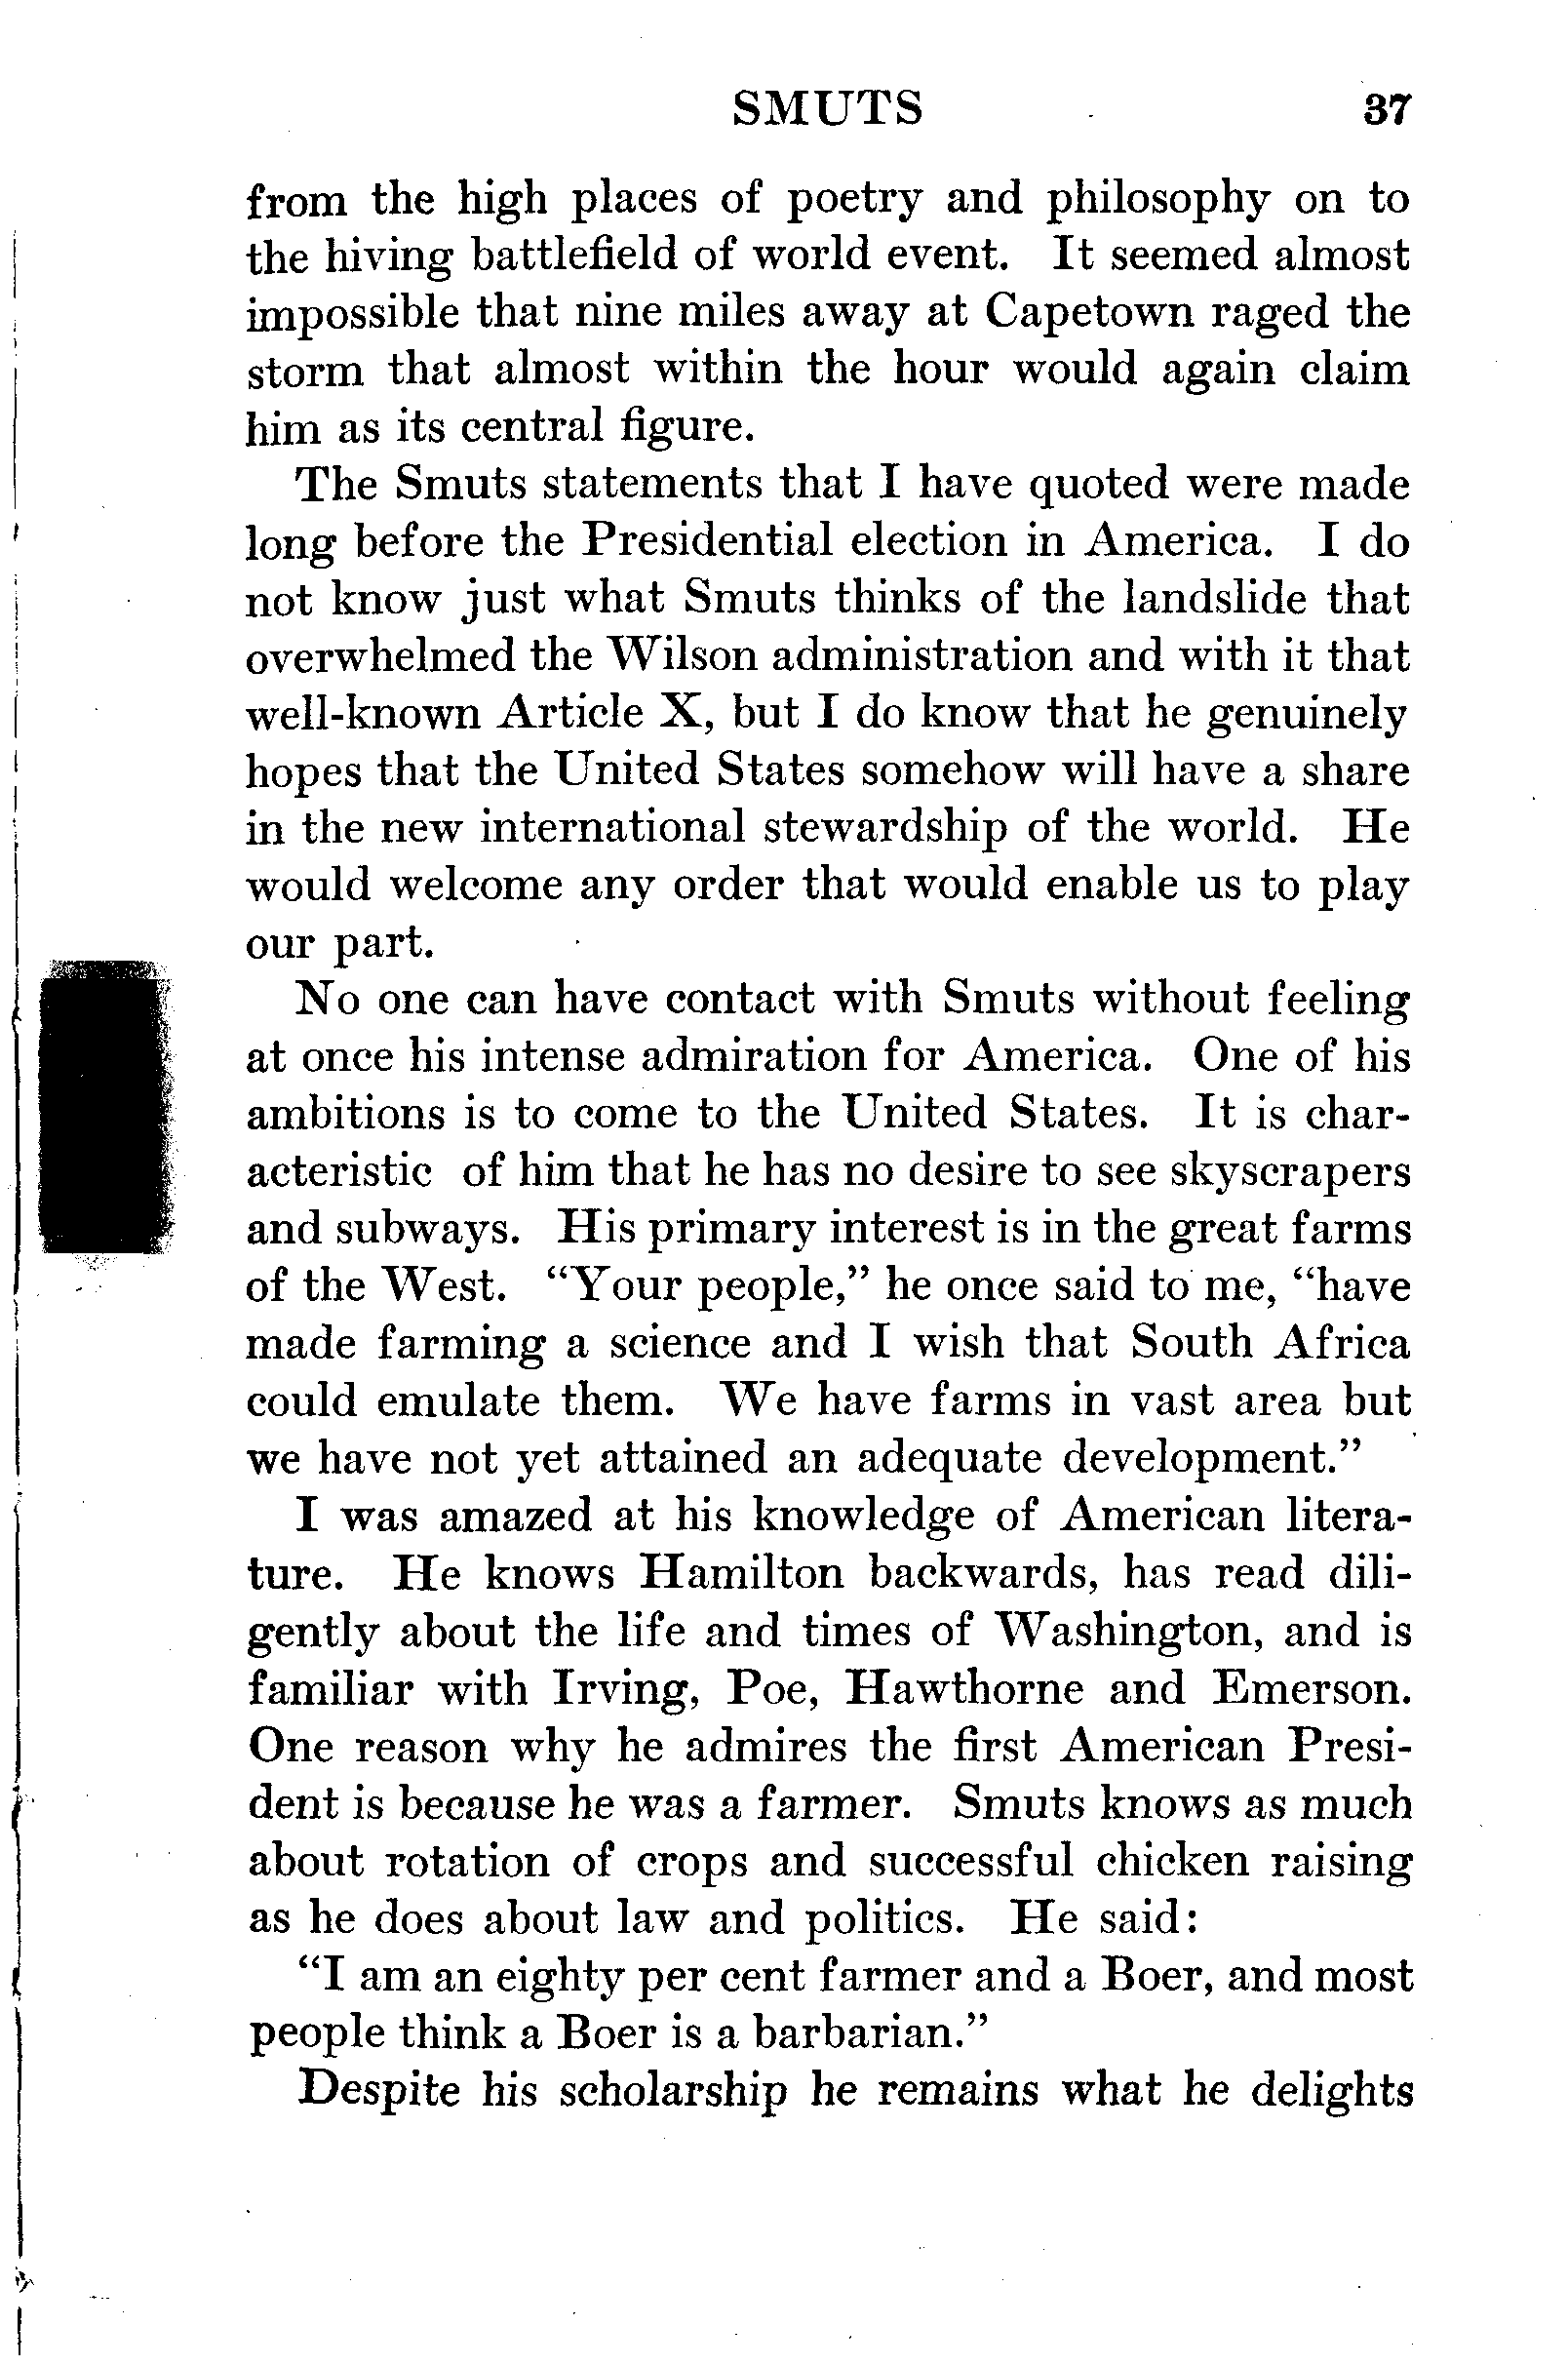 SMUTS 37
from the high places of poetry and philosophy on to
the hiving battlefield of world event. It seemed almost
impossible that nine miles away at Capetown raged the
storm that almost within the hour would again claim
him as its central figure.
The Smuts statements that I have quoted were made
long before the Presidential election in America. I do
not know just what Smuts thinks of the landslide that
overwhelmed the Wilson administration and with it that
well-known Article X, but I do know that he genuinely
hopes that the United States somehow will have a share
in the new international stewardship of the world. He
would welcome any order that would enable us to play
our part.
No one can have contact with Smuts without feeling
at once his intense admiration for America. One of his
ambitions is to come to the United States. It is char-
acteristic of him that he has no desire to see skyscrapers
and subways. His primary interest is in the great farms
of the West. “Your people,” he once said to me, “have
made farming a science and I wish that South Africa
could emulate them. We have farms in vast area but
we have not yet attained an adequate development.”
I was amazed at his knowledge of American litera-
ture. He knows Hamilton backwards, has read dili-
gently about the life and times of Washington, and is
familiar with Irving, Poe, Hawthorne and Emerson.
One reason why he admires the first American Presi-
dent is because he was a farmer. Smuts knows as much
about rotation of crops and successful chicken raising
as he does about law and politics. He said:
“I am an eighty per cent farmer and a Boer, and most
people think a Boer is a barbarian.”
Despite his scholarship he remains what he delights